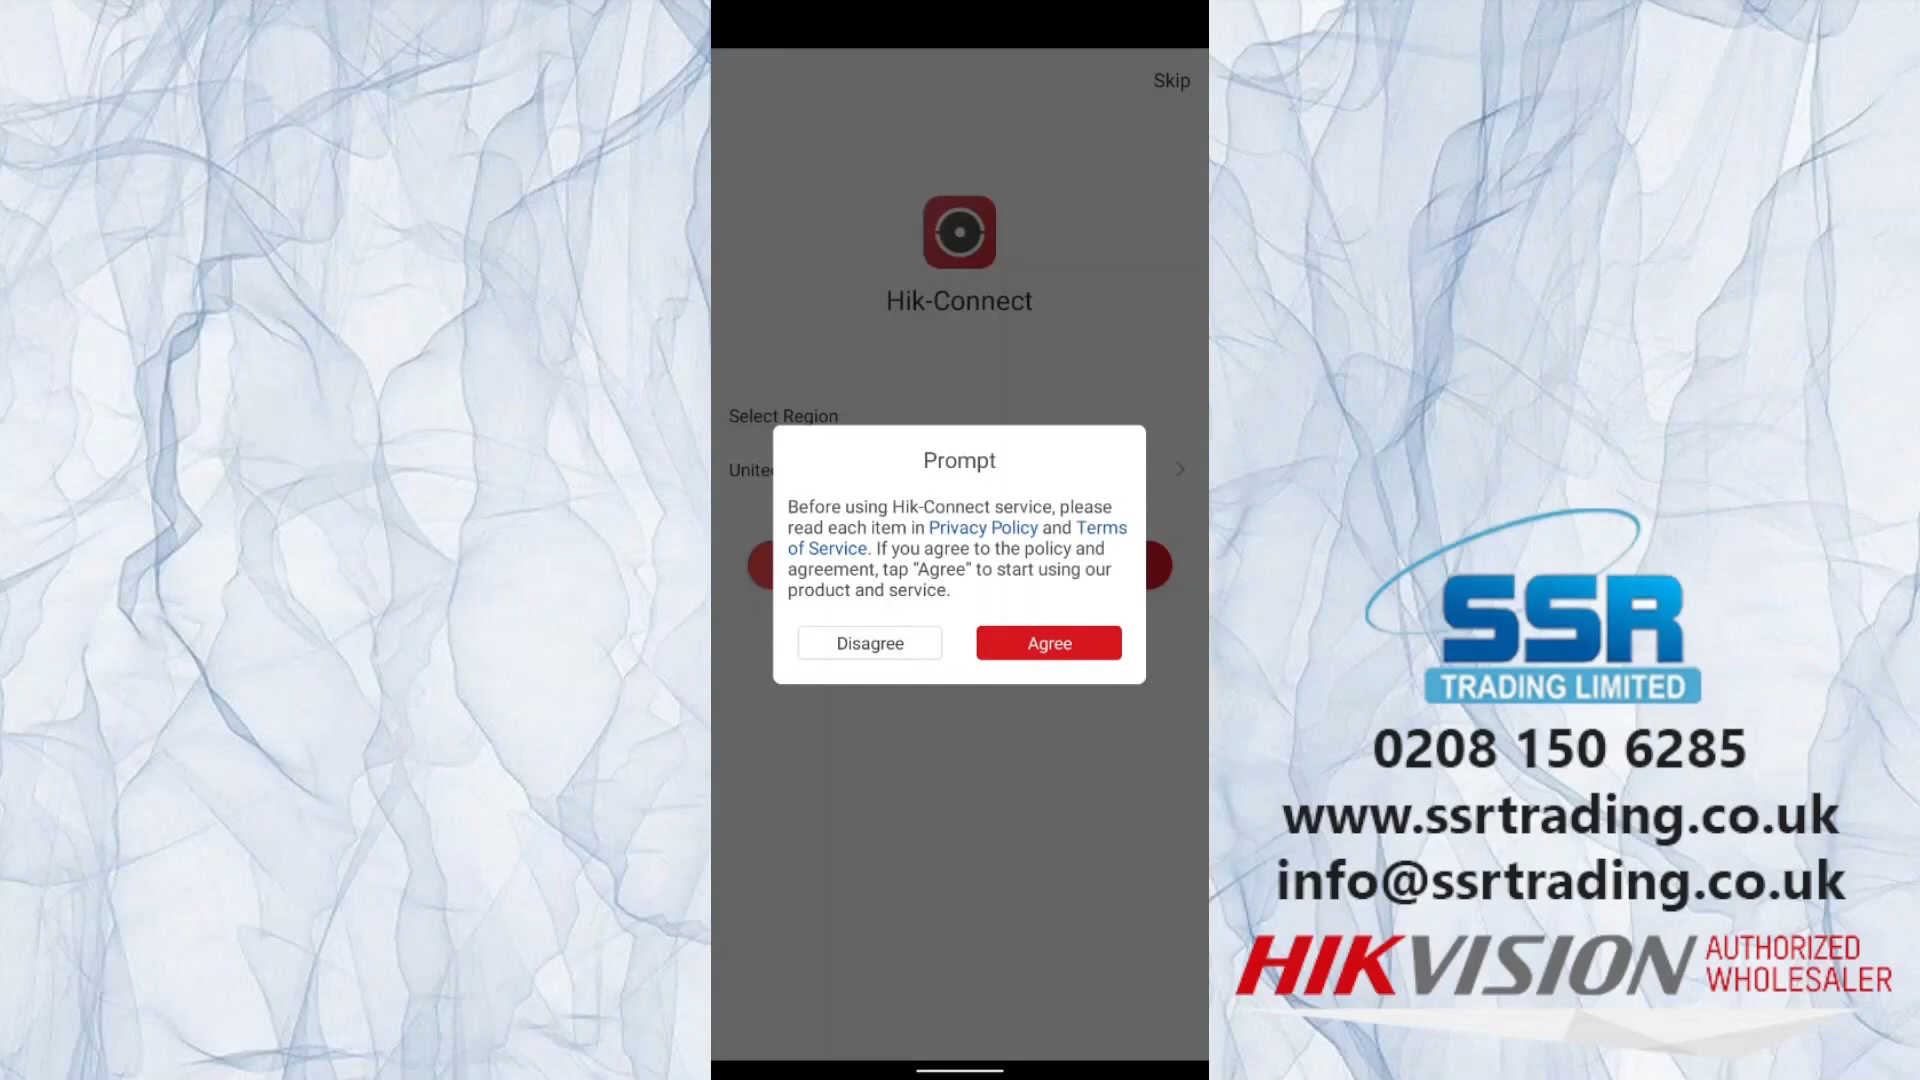 Skip
Hik-Connect
Select Region
Prompt
Before using Hik-Connect service, please
read each item in Privacy Policy and Terms
of Service. If you agree to the policy and
agreement, tap “Agree” to start using our
product and service.
Disagree
Agree
SSR
TRADING LIMITED
0208 150 6285
www.ssrtrading.co.uk
info@ssrtrading.co.uk
HIKVISION AUTHORIZED
WHOLESALER